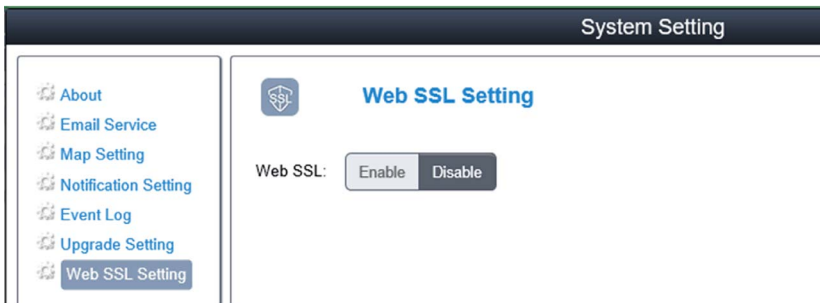 System Setting
About
Email Service
Map Setting
Notification Setting
Event Log
Upgrade Setting
Web SSL Setting
SSL
Web SSL Setting
Web SSL: Enable Disable